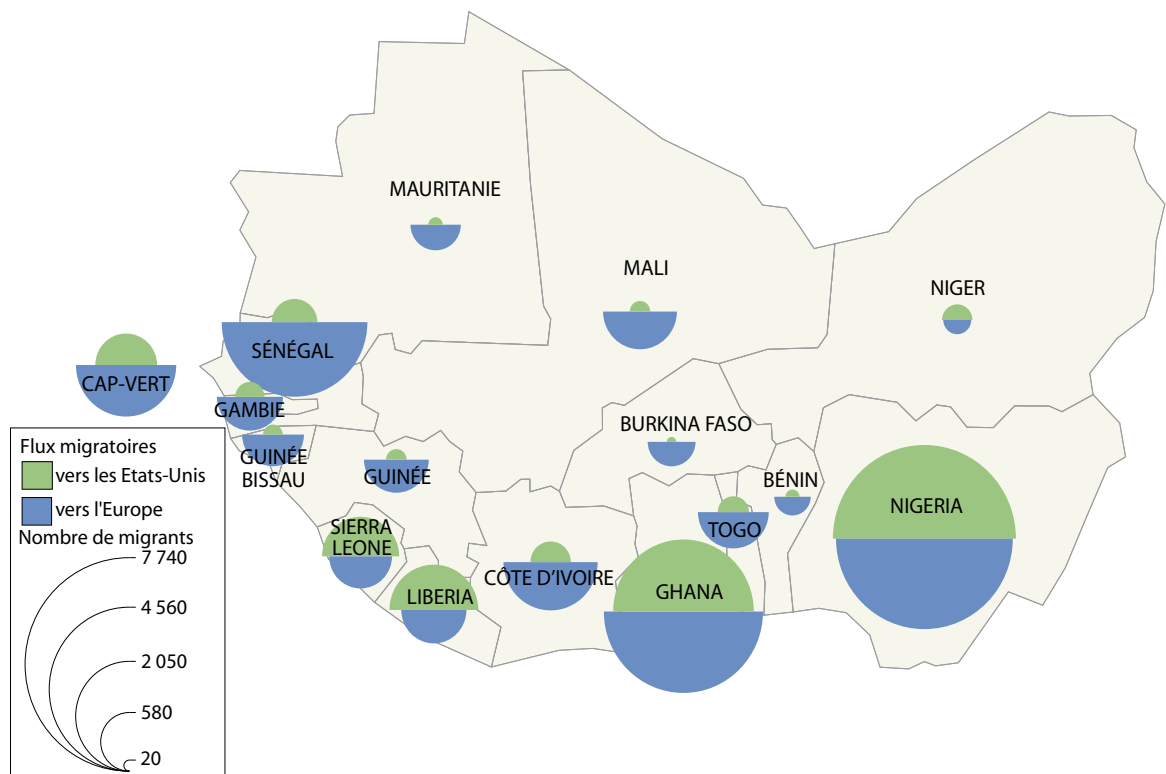 MAURITANIE
MALI
NIGER
SÉNÉGAL
CAP-VERT
GAMBIE
GUINÉE
BISSAU
GUINÉE
BURKINA FASO
BÉNIN
TOGO
NIGERIA
SIERRA
LEONE
LIBERIA
CÔTE D'IVOIRE
GHANA
Flux migratoires
vers les Etats-Unis
vers l'Europe
Nombre de migrants
7 740
4 560
2 050
580
20